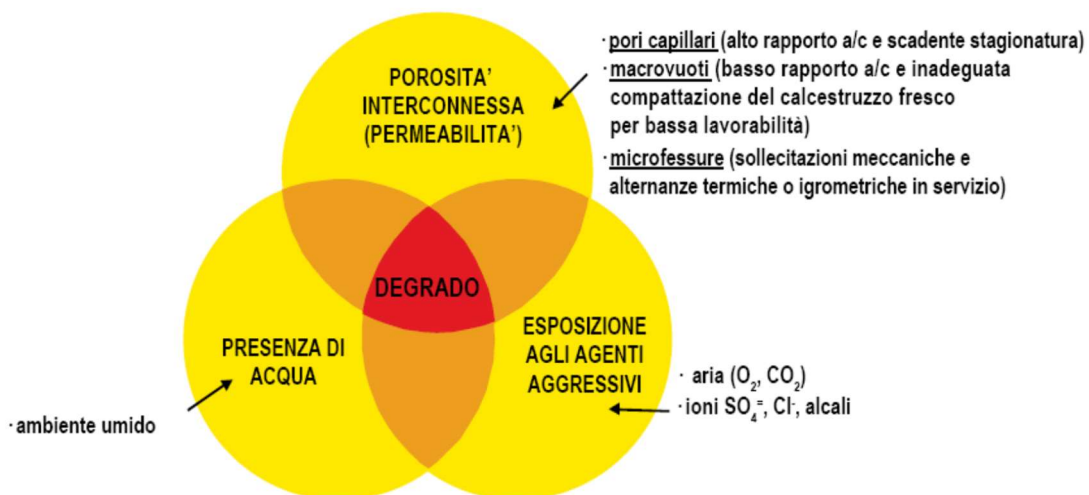 POROSITA'
INTERCONNESSA
(PERMEABILITA')
· pori capillari (alto rapporto a/c e scadente stagionatura)
· macrovuoti (basso rapporto a/c e inadeguata
compattazione del calcestruzzo fresco
per bassa lavorabilità)
· microfessure (sollecitazioni meccaniche e
alternanze termiche o igrometriche in servizio)
DEGRADO
PRESENZA DI
ACQUA
· ambiente umido
ESPOSIZIONE
AGLI AGENTI
AGGRESSIVI
· aria (O₂, CO₂)
· ioni SO₄⁼, Cl⁻, alcali